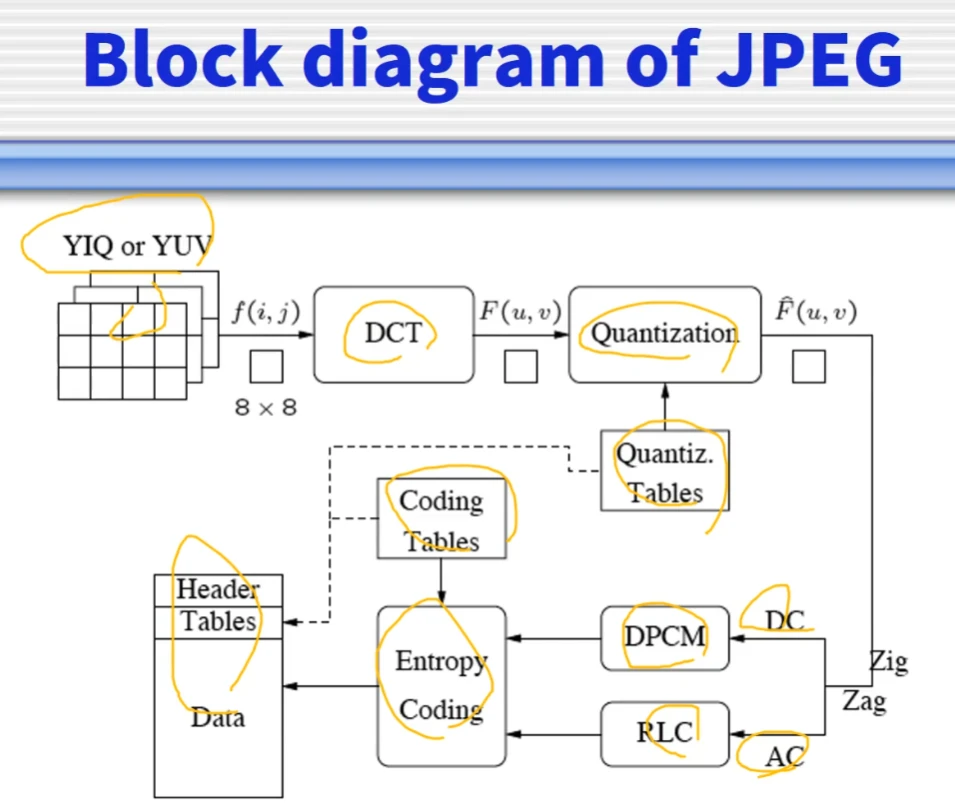 Block diagram of JPEG
YIQ or YUV
f(i, j)
8 × 8
DCT
F(u, v)
Quantization
F̂(u, v)
Quantiz.
Tables
Coding
Tables
Header
Tables
Data
Entropy
Coding
DPCM
DC
Zig
Zag
RLC
AC